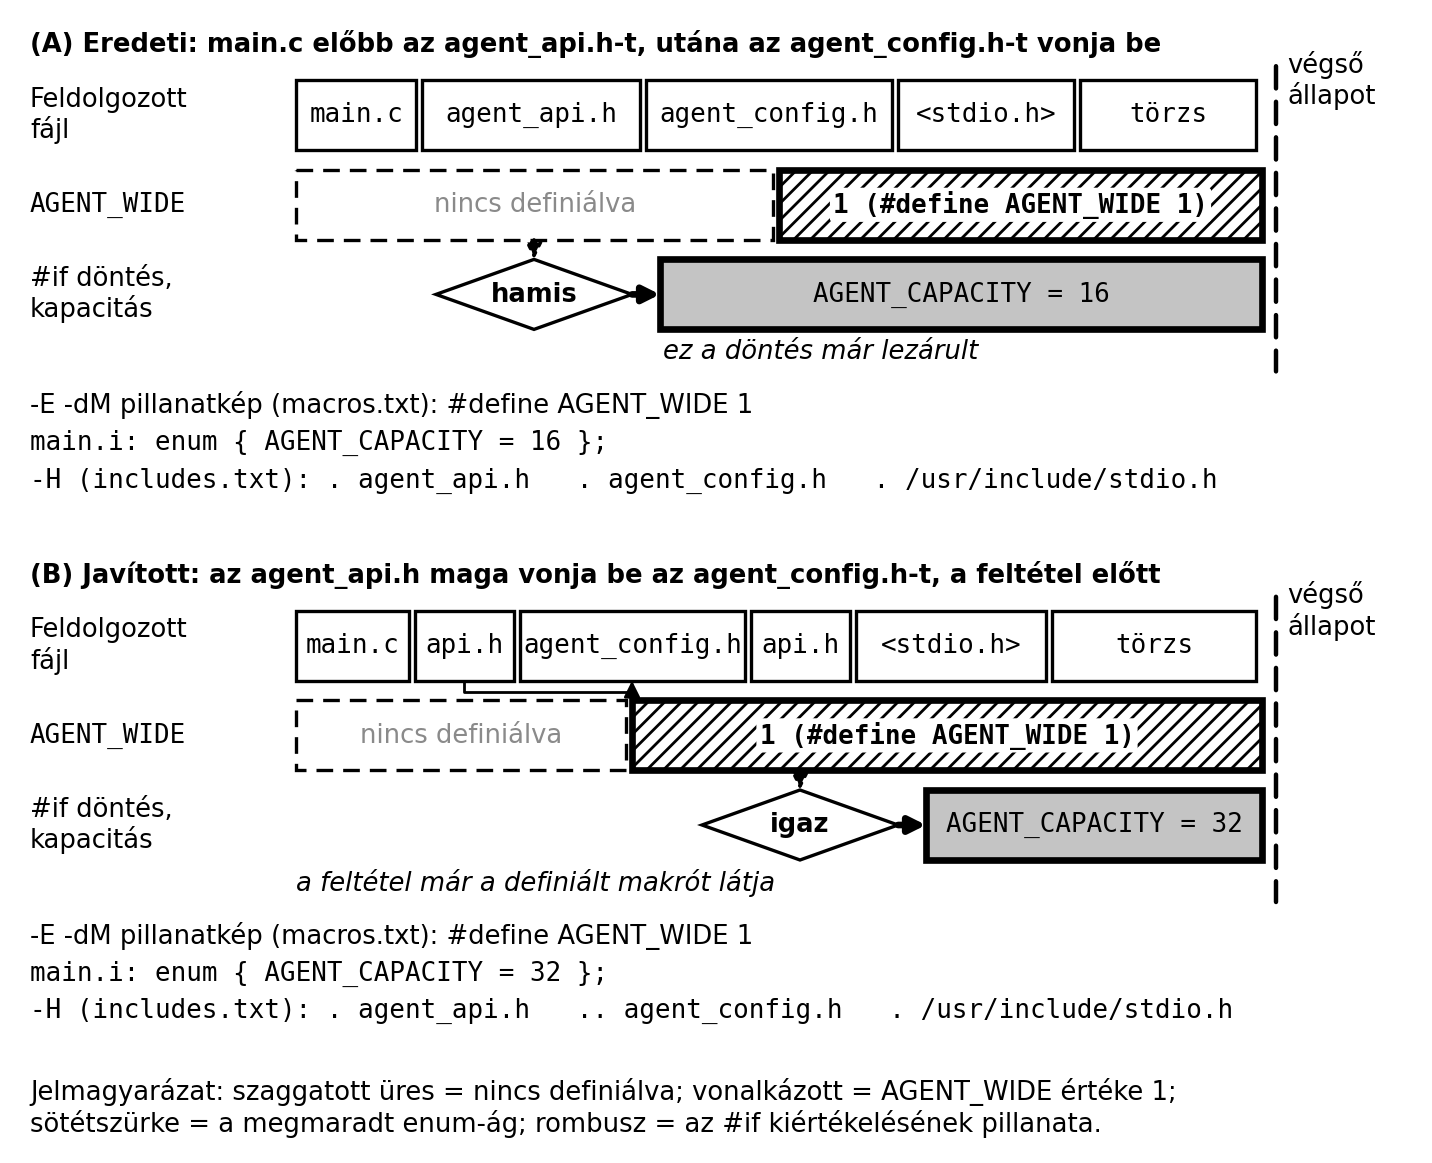 (A) Eredeti: main.c előbb az agent_api.h-t, utána az agent_config.h-t vonja be
végső
állapot
Feldolgozott
fájl
main.c
agent_api.h
agent_config.h
<stdio.h>
törzs
AGENT_WIDE
nincs definiálva
1 (#define AGENT_WIDE 1)
#if döntés,
kapacitás
hamis
AGENT_CAPACITY = 16
ez a döntés már lezárult
-E -dM pillanatkép (macros.txt): #define AGENT_WIDE 1
main.i: enum { AGENT_CAPACITY = 16 };
-H (includes.txt): . agent_api.h   . agent_config.h   . /usr/include/stdio.h
(B) Javított: az agent_api.h maga vonja be az agent_config.h-t, a feltétel előtt
végső
állapot
Feldolgozott
fájl
main.c
api.h
agent_config.h
api.h
<stdio.h>
törzs
AGENT_WIDE
nincs definiálva
1 (#define AGENT_WIDE 1)
#if döntés,
kapacitás
igaz
AGENT_CAPACITY = 32
a feltétel már a definiált makrót látja
-E -dM pillanatkép (macros.txt): #define AGENT_WIDE 1
main.i: enum { AGENT_CAPACITY = 32 };
-H (includes.txt): . agent_api.h   .. agent_config.h   . /usr/include/stdio.h
Jelmagyarázat: szaggatott üres = nincs definiálva; vonalkázott = AGENT_WIDE értéke 1;
sötétszürke = a megmaradt enum-ág; rombusz = az #if kiértékelésének pillanata.